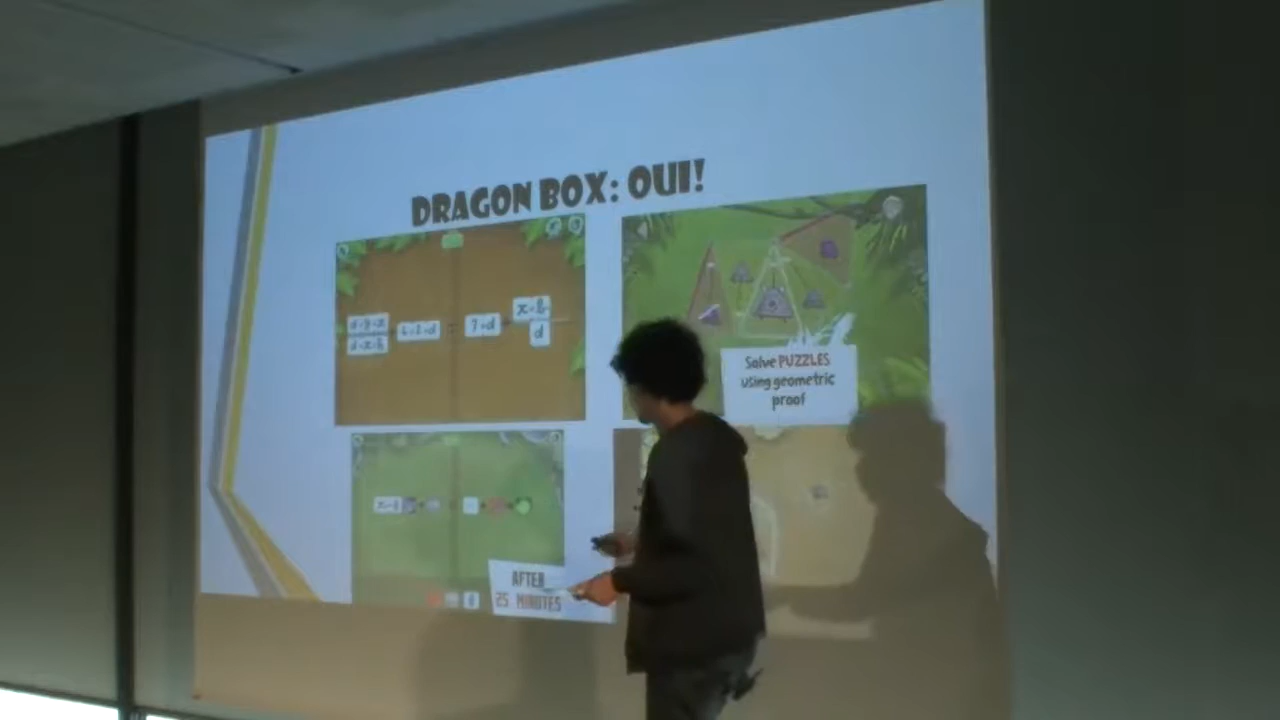 DRAGON BOX: OUI!
Solve PUZZLES
using geometric
proof
AFTER
25 MINUTES